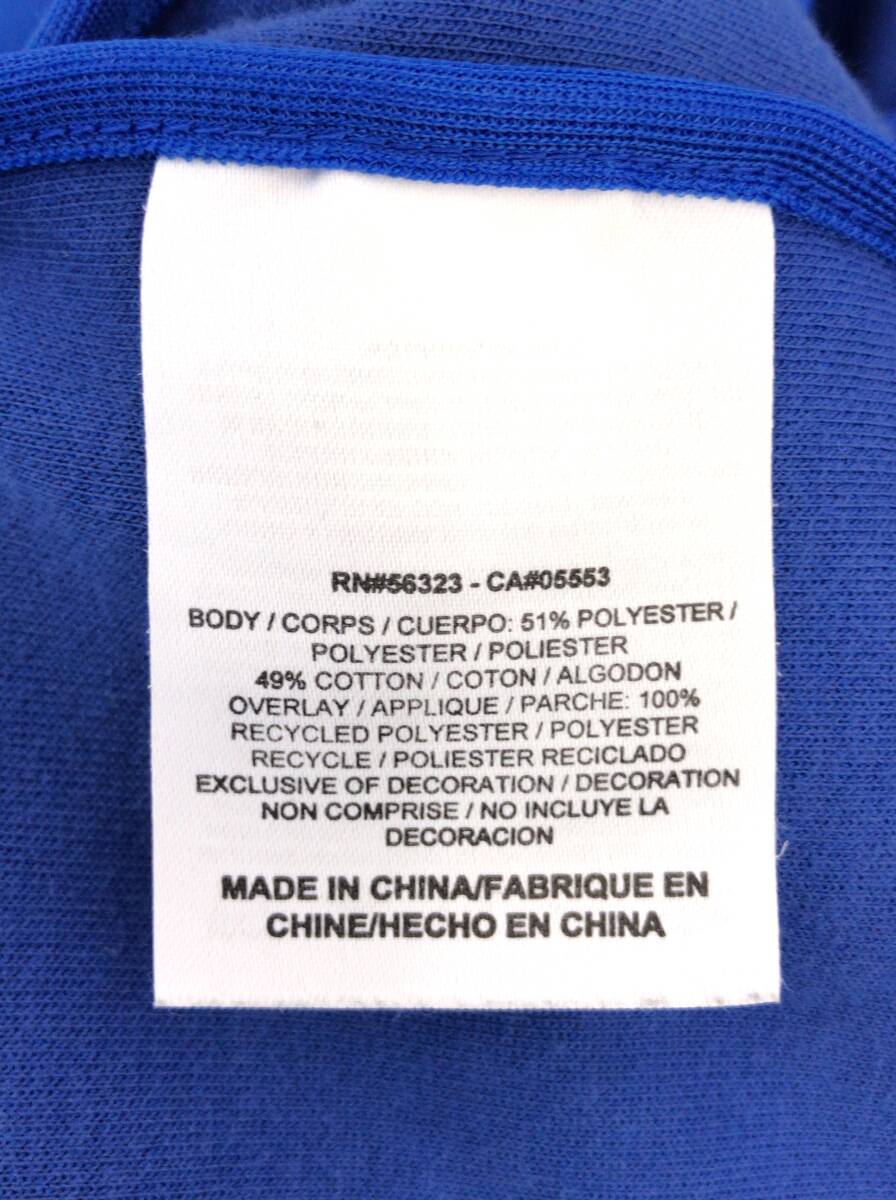 RN#56323 - CA#05553
BODY / CORPS / CUERPO: 51% POLYESTER /
POLYESTER / POLIESTER
49% COTTON / COTON / ALGODON
OVERLAY / APPLIQUE / PARCHE: 100%
RECYCLED POLYESTER / POLYESTER
RECYCLE / POLIESTER RECICLADO
EXCLUSIVE OF DECORATION / DECORATION
NON COMPRISE / NO INCLUYE LA
DECORACION
MADE IN CHINA/FABRIQUE EN
CHINE/HECHO EN CHINA